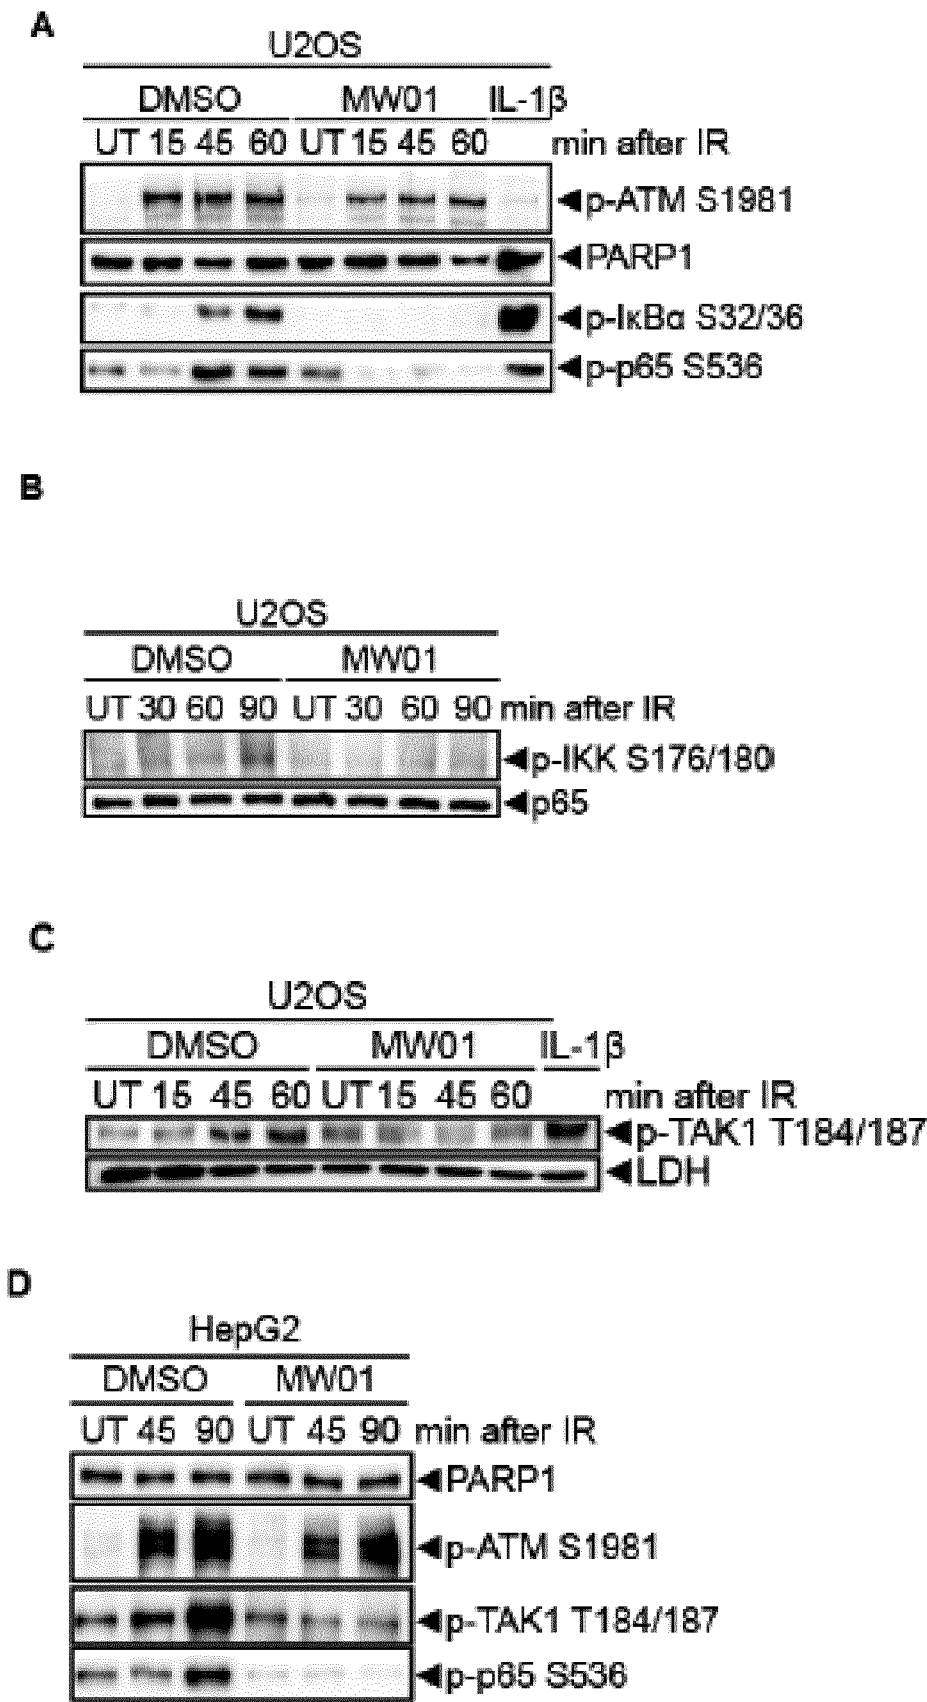 A
U2OS
DMSO MW01 IL-1β
UT 15 45 60 UT 15 45 60 min after IR
p-ATM S1981
PARP1
p-IκBα S32/36
p-p65 S536
B
U2OS
DMSO MW01
UT 30 60 90 UT 30 60 90 min after IR
p-IKK S176/180
p65
C
U2OS
DMSO MW01 IL-1β
UT 15 45 60 UT 15 45 60 min after IR
p-TAK1 T184/187
LDH
D
HepG2
DMSO MW01
UT 45 90 UT 45 90 min after IR
PARP1
p-ATM S1981
p-TAK1 T184/187
p-p65 S536